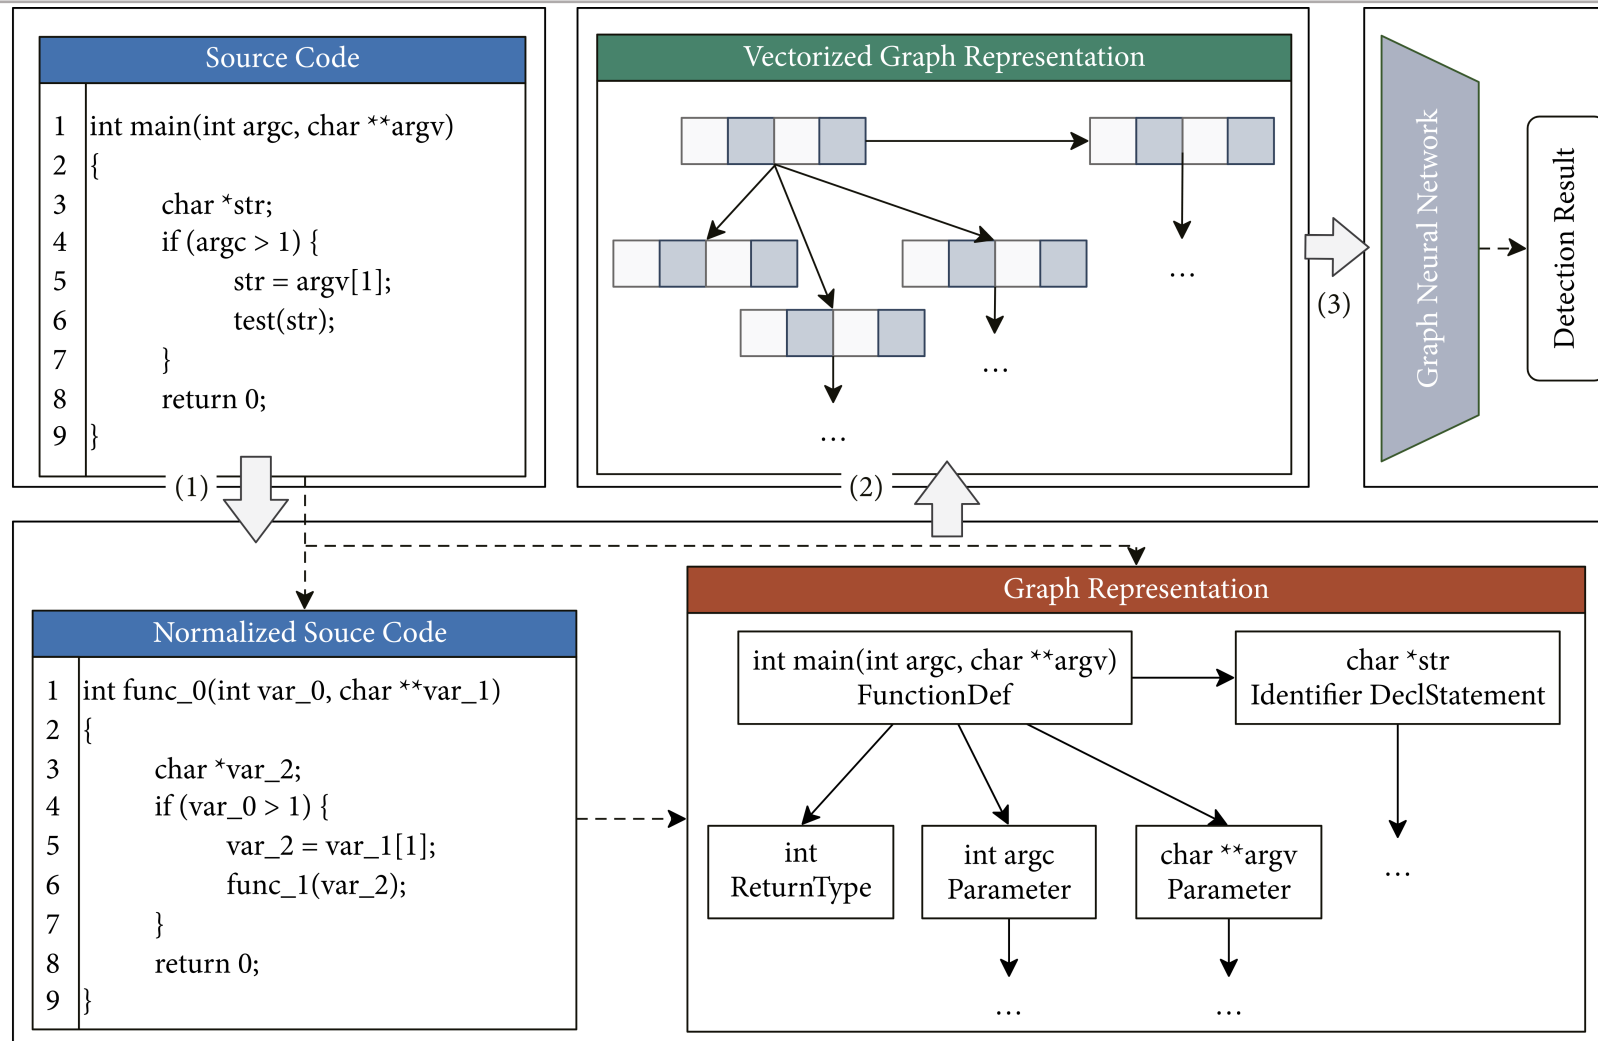 Source Code
1 int main(int argc, char **argv)
2 {
3 char *str;
4 if (argc > 1) {
5 str = argv[1];
6 test(str);
7 }
8 return 0;
9 }
(1)
Vectorized Graph Representation
...
...
...
(2)
(3)
Graph Neural Network
Detection Result
Normalized Souce Code
1 int func_0(int var_0, char **var_1)
2 {
3 char *var_2;
4 if (var_0 > 1) {
5 var_2 = var_1[1];
6 func_1(var_2);
7 }
8 return 0;
9 }
Graph Representation
int main(int argc, char **argv)
FunctionDef
char *str
Identifier DeclStatement
int
ReturnType
int argc
Parameter
char **argv
Parameter
...
...
...